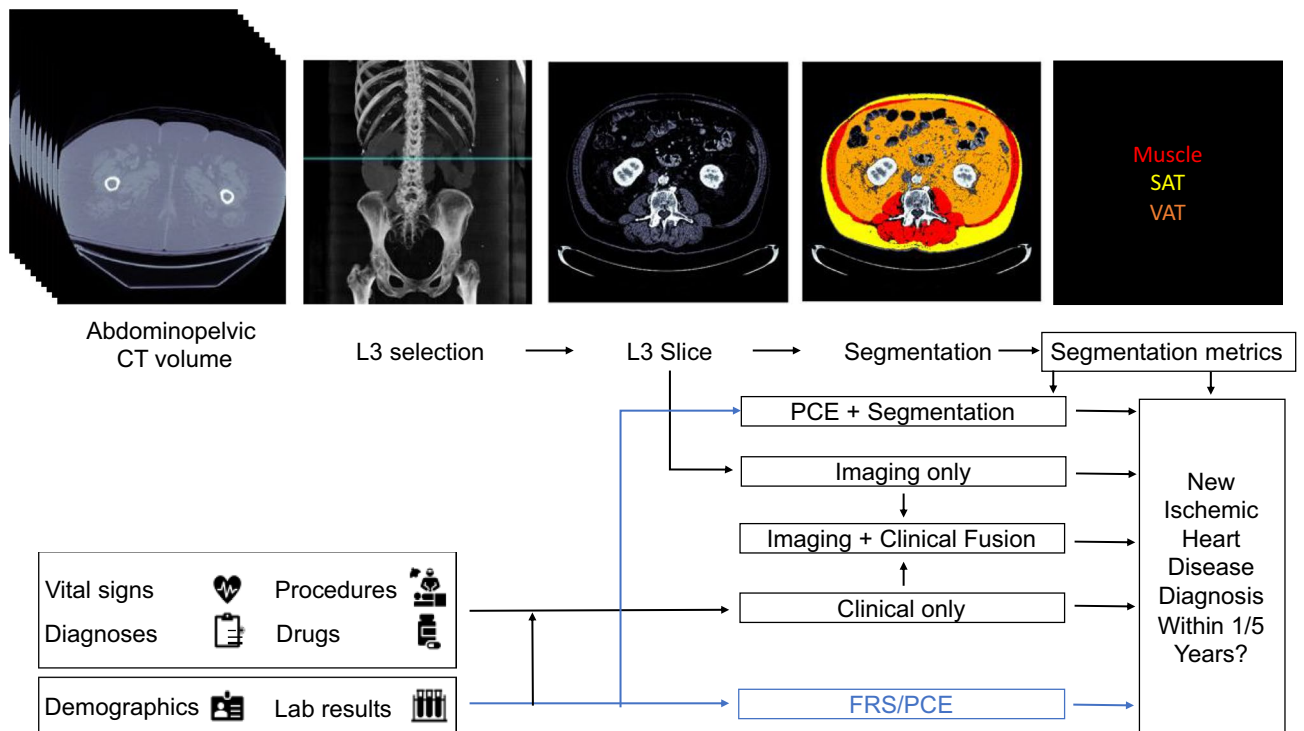 Muscle
SAT
VAT
Abdominopelvic
CT volume
L3 selection
L3 Slice
Segmentation
Segmentation metrics
PCE + Segmentation
Imaging only
Imaging + Clinical Fusion
Clinical only
FRS/PCE
New
Ischemic
Heart
Disease
Diagnosis
Within 1/5
Years?
Vital signs
Procedures
Diagnoses
Drugs
Demographics
Lab results